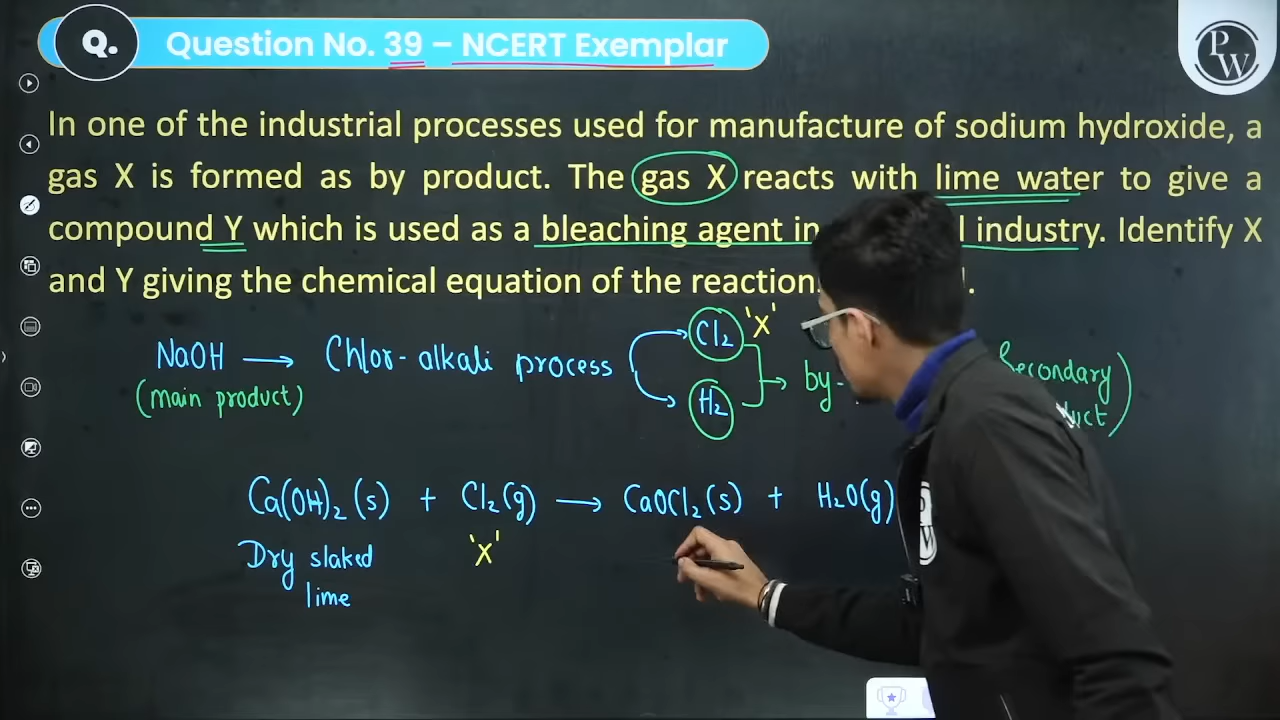 Q. Question No. 39 – NCERT Exemplar
P
W
In one of the industrial processes used for manufacture of sodium hydroxide, a
gas X is formed as by product. The gas X reacts with lime water to give a
compound Y which is used as a bleaching agent in l industry. Identify X
and Y giving the chemical equation of the reaction .
NaOH → Chlor-alkali process
(main product)
Cl₂ 'X'
H₂
by-
Secondary
Ca(OH)₂(s) + Cl₂(g) → CaOCl₂(s) + H₂O(g)
Dry slaked
lime
'X'